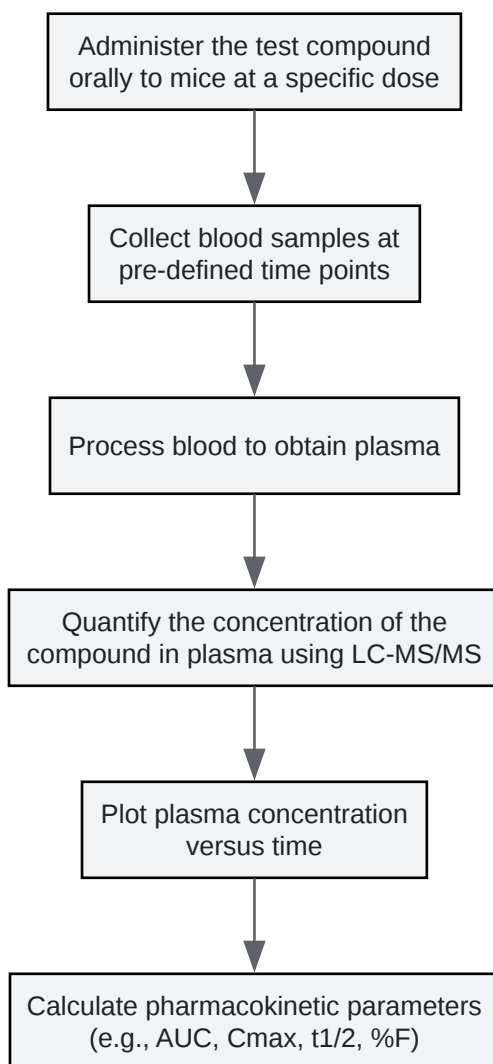 Administer the test compound
orally to mice at a specific dose
Collect blood samples at
pre-defined time points
Process blood to obtain plasma
Quantify the concentration of the
compound in plasma using LC-MS/MS
Plot plasma concentration
versus time
Calculate pharmacokinetic parameters
(e.g., AUC, Cmax, t1/2, %F)